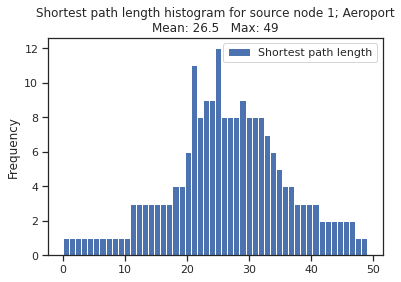 Shortest path length histogram for source node 1; Aeroport
Mean: 26.5   Max: 49
Shortest path length
Frequency
12
10
8
6
4
2
0
0 10 20 30 40 50